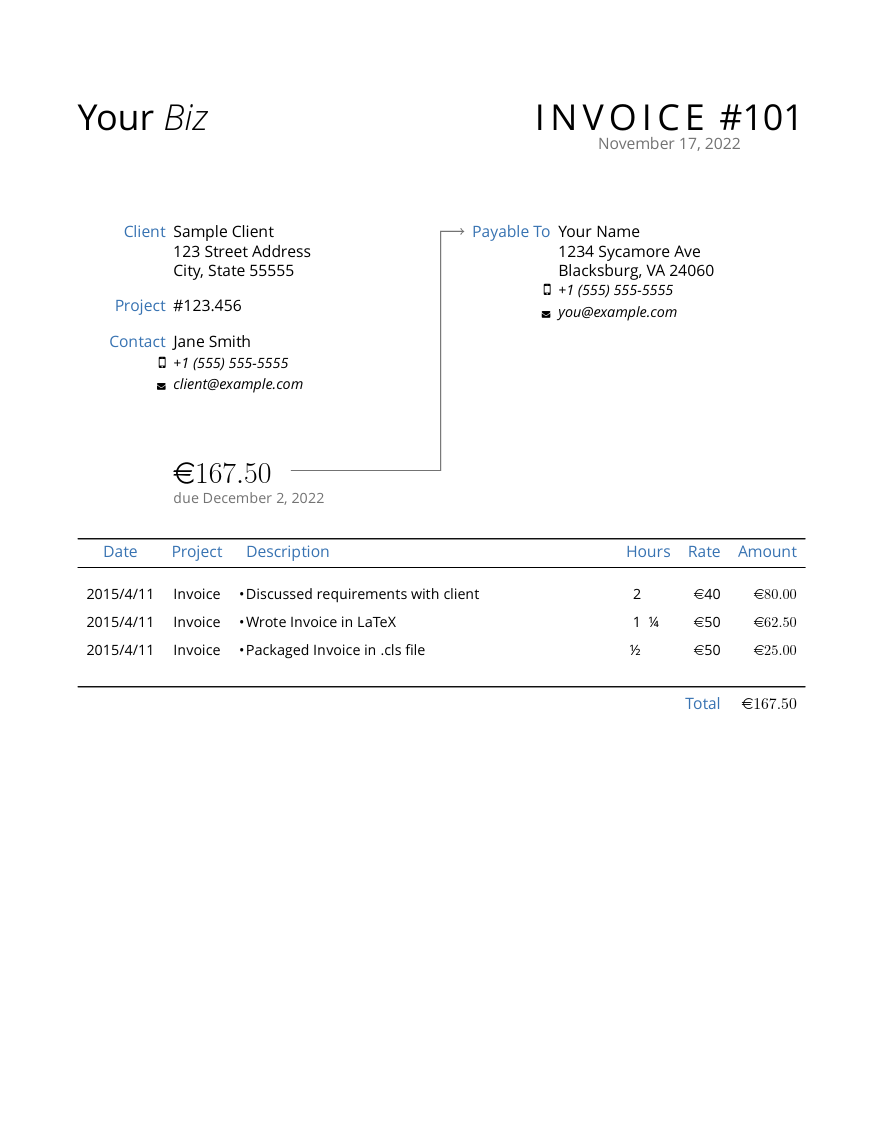 Your Biz
INVOICE #101
November 17, 2022
Client Sample Client
123 Street Address
City, State 55555
Project #123.456
Contact Jane Smith
+1 (555) 555-5555
client@example.com
Payable To Your Name
1234 Sycamore Ave
Blacksburg, VA 24060
+1 (555) 555-5555
you@example.com
€167.50
due December 2, 2022
Date Project Description Hours Rate Amount
2015/4/11 Invoice •Discussed requirements with client 2 €40 €80.00
2015/4/11 Invoice •Wrote Invoice in LaTeX 1 ¼ €50 €62.50
2015/4/11 Invoice •Packaged Invoice in .cls file ½ €50 €25.00
Total €167.50